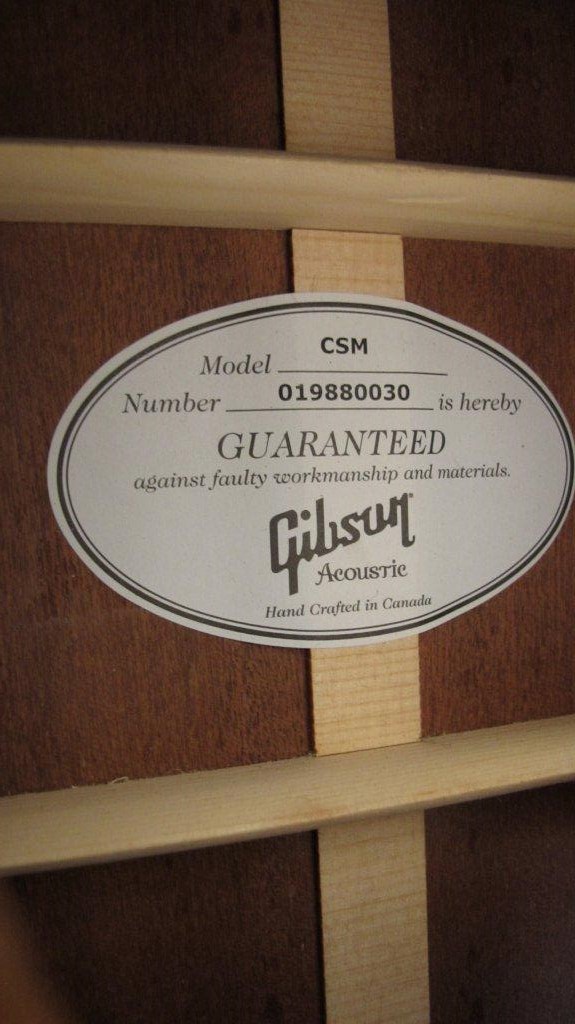 CSM
Model
019880030
Number is hereby
GUARANTEED
against faulty workmanship and materials.
Gibson
Acoustic
Hand Crafted in Canada